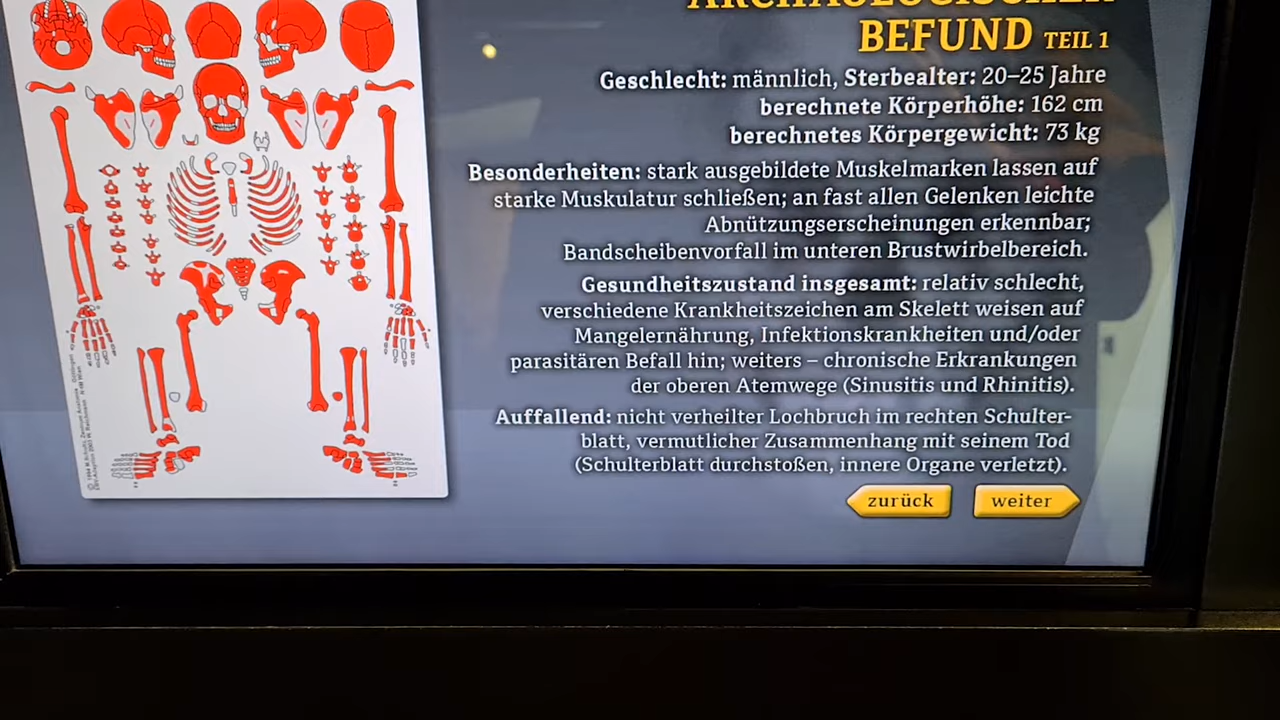 ARCHÄOLOGISCHER
BEFUND TEIL 1
Geschlecht: männlich, Sterbealter: 20–25 Jahre
berechnete Körperhöhe: 162 cm
berechnetes Körpergewicht: 73 kg
Besonderheiten: stark ausgebildete Muskelmarken lassen auf
starke Muskulatur schließen; an fast allen Gelenken leichte
Abnützungserscheinungen erkennbar;
Bandscheibenvorfall im unteren Brustwirbelbereich.
Gesundheitszustand insgesamt: relativ schlecht,
verschiedene Krankheitszeichen am Skelett weisen auf
Mangelernährung, Infektionskrankheiten und/oder
parasitären Befall hin; weiters – chronische Erkrankungen
der oberen Atemwege (Sinusitis und Rhinitis).
Auffallend: nicht verheilter Lochbruch im rechten Schulter-
blatt, vermutlicher Zusammenhang mit seinem Tod
(Schulterblatt durchstoßen, innere Organe verletzt).
zurück
weiter